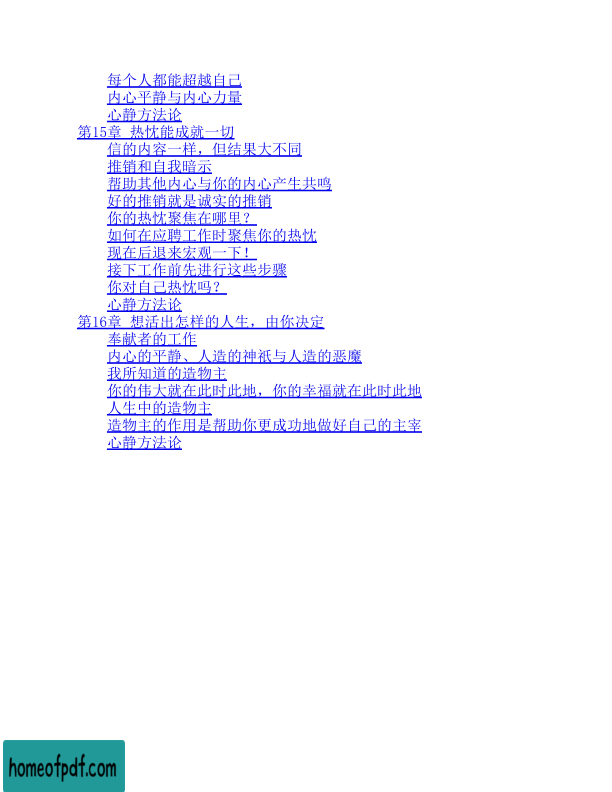 每个人都能超越自己
内心平静与内心力量
心静方法论
第15章 热忱能成就一切
信的内容一样，但结果大不同
推销和自我暗示
帮助其他内心与你的内心产生共鸣
好的推销就是诚实的推销
你的热忱聚焦在哪里？
如何在应聘工作时聚焦你的热忱
现在后退来宏观一下！
接下工作前先进行这些步骤
你对自己热忱吗？
心静方法论
第16章 想活出怎样的人生，由你决定
奉献者的工作
内心的平静、人造的神祇与人造的恶魔
我所知道的造物主
你的伟大就在此时此地，你的幸福就在此时此地
人生中的造物主
造物主的作用是帮助你更成功地做好自己的主宰
心静方法论
homeofpdf.com